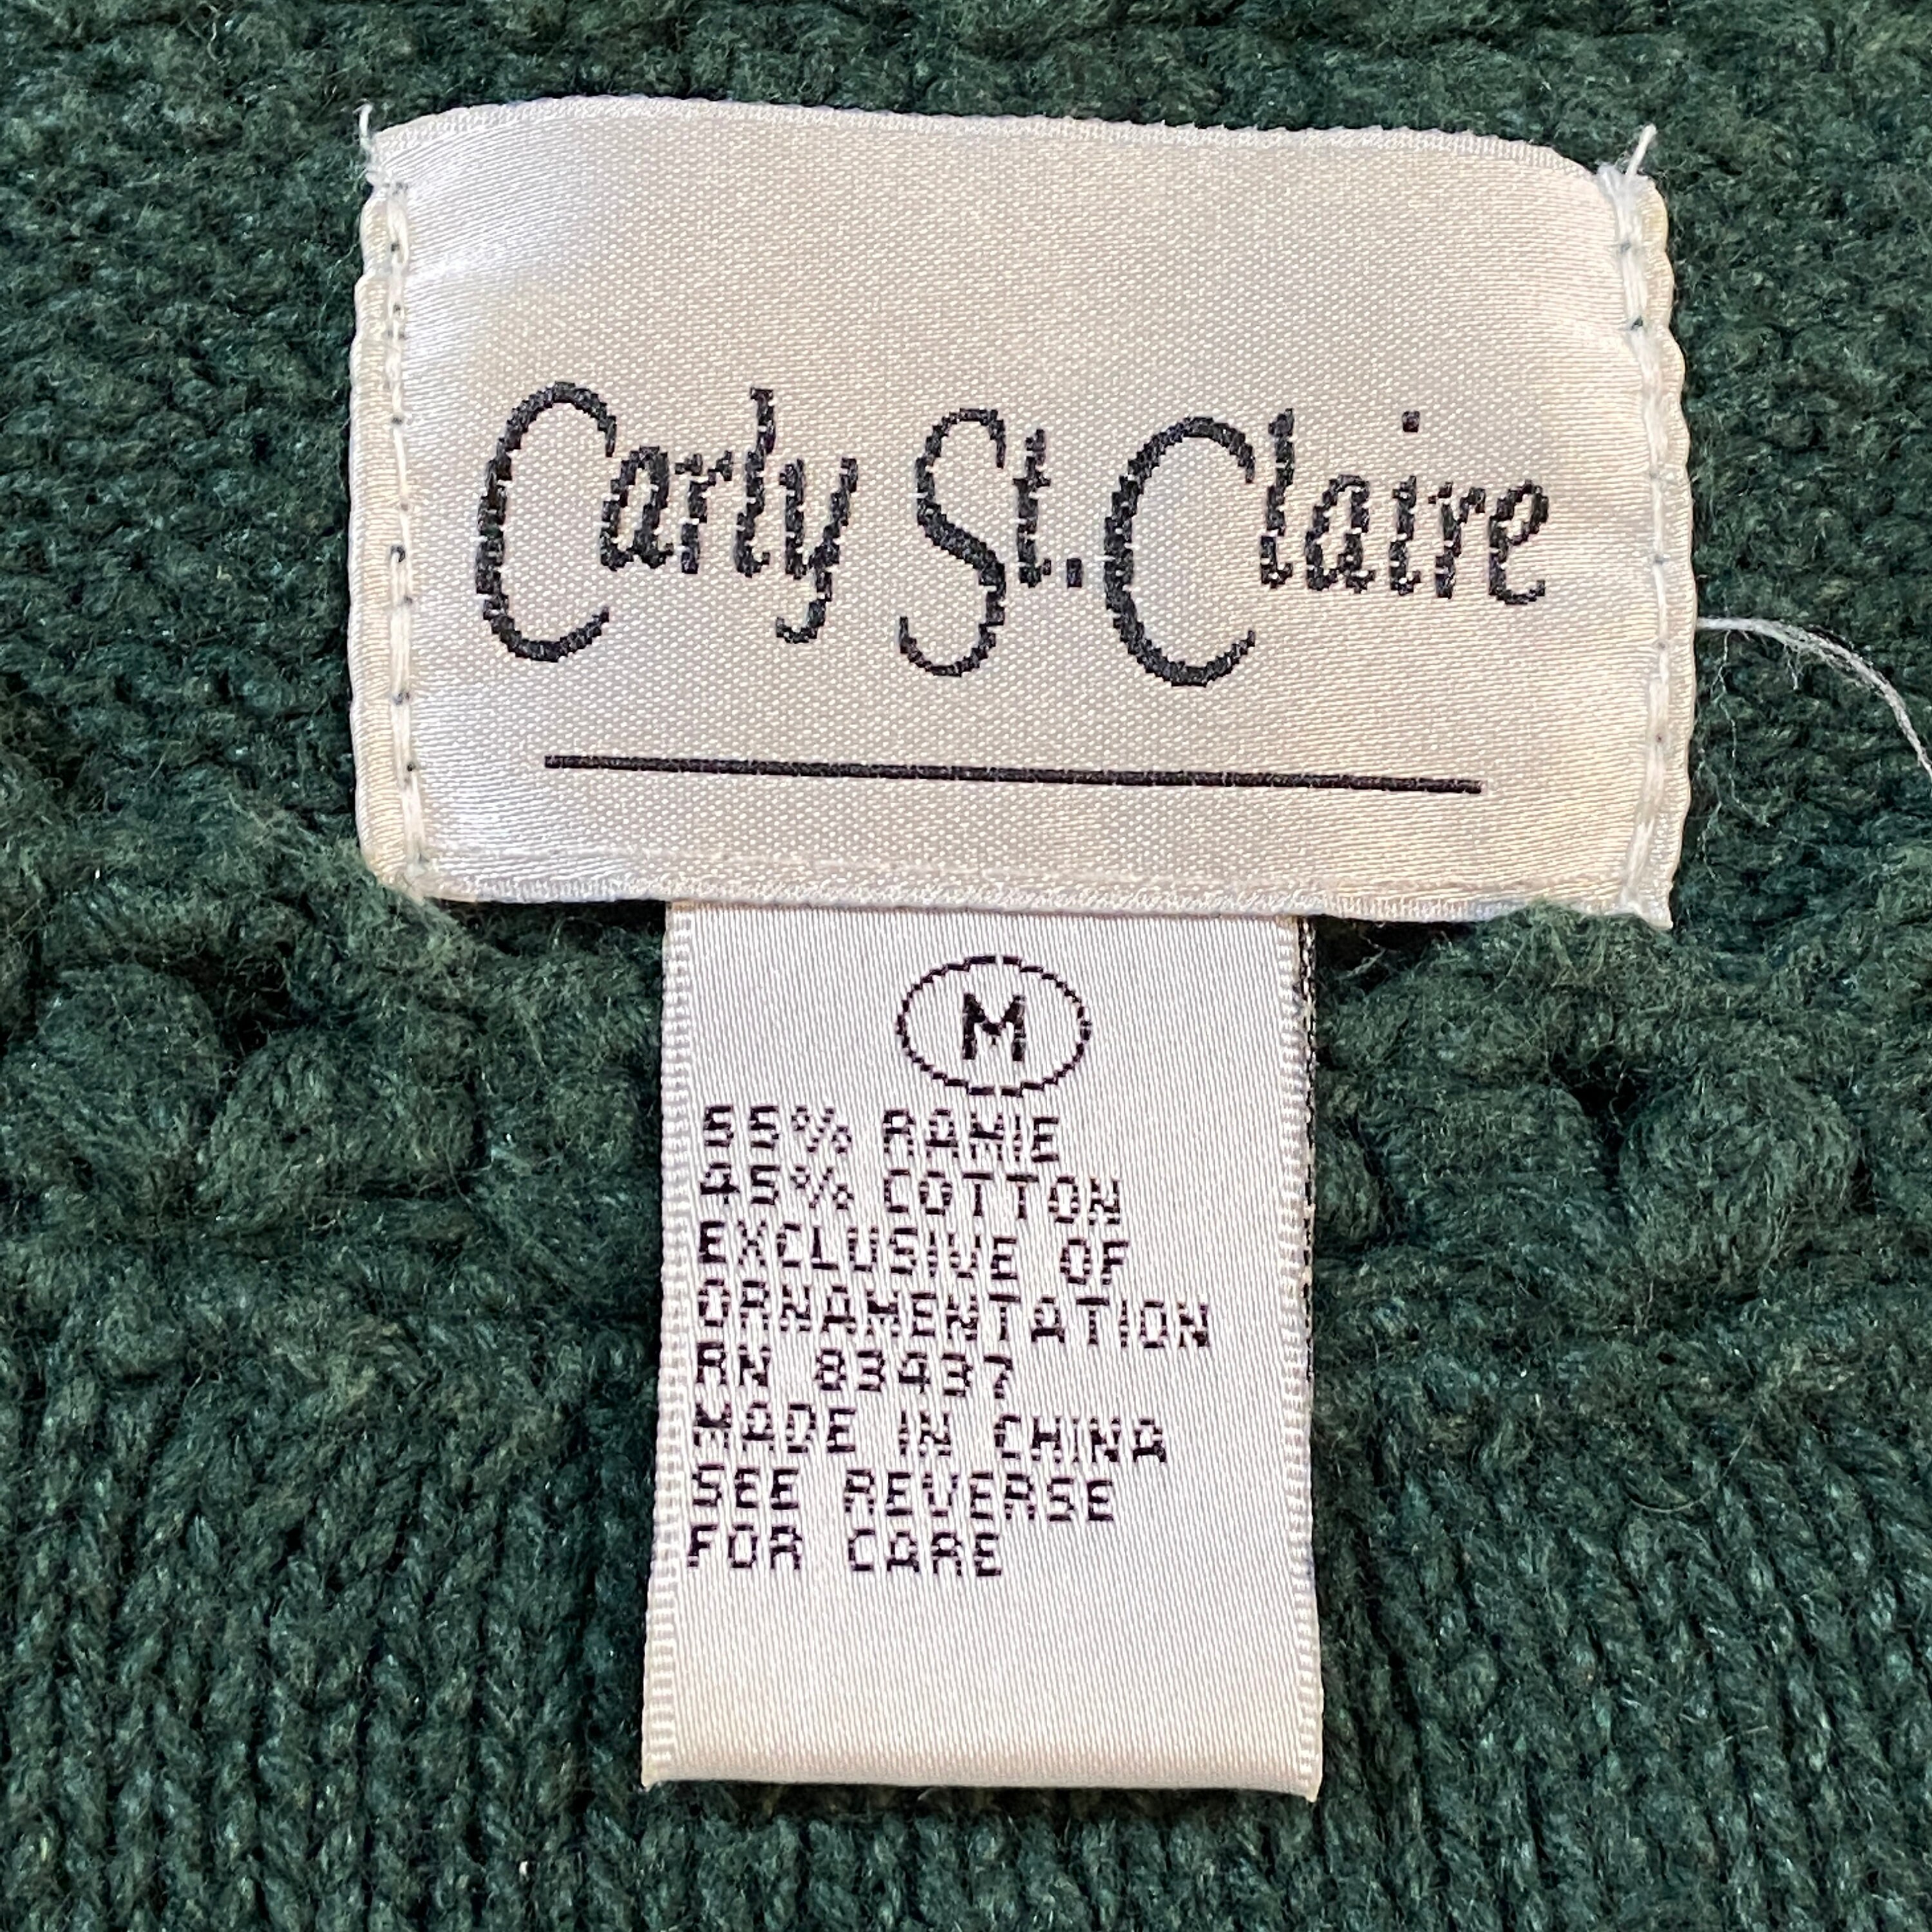 Carly St. Claire
M
55% RAMIE
45% COTTON
EXCLUSIVE OF
ORNAMENTATION
RN 83437
MADE IN CHINA
SEE REVERSE
FOR CARE